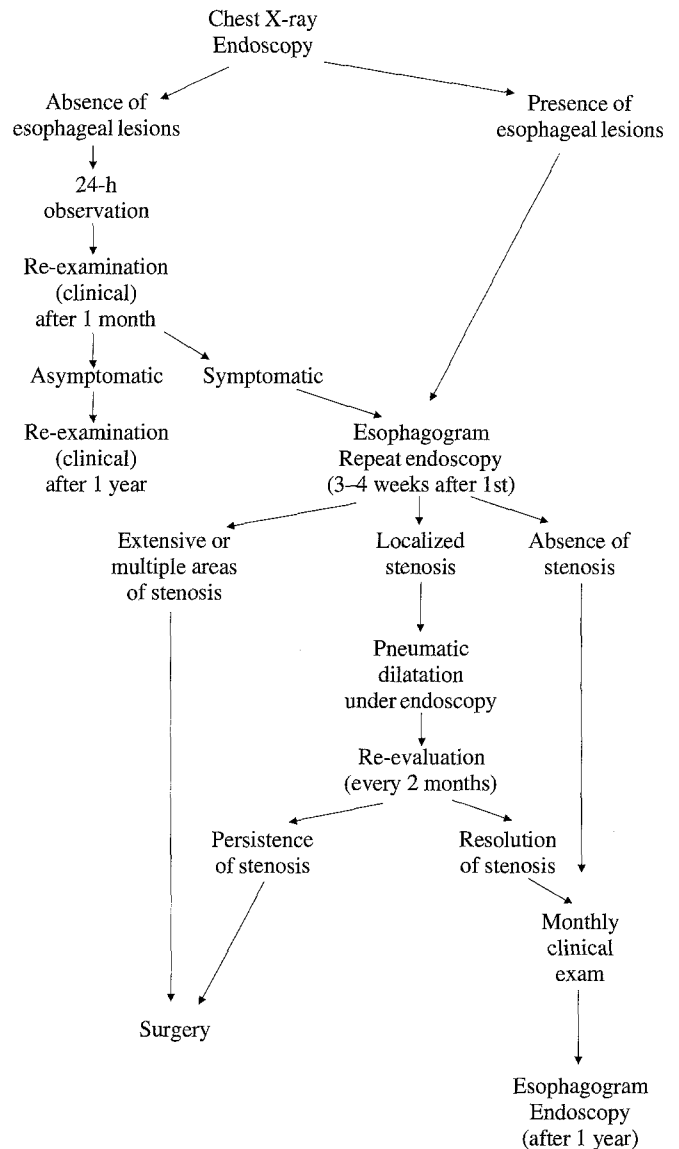 Chest X-ray
Endoscopy
Absence of
esophageal lesions
Presence of
esophageal lesions
24-h
observation
Re-examination
(clinical)
after 1 month
Asymptomatic
Symptomatic
Re-examination
(clinical)
after 1 year
Esophagogram
Repeat endoscopy
(3–4 weeks after 1st)
Extensive or
multiple areas
of stenosis
Localized
stenosis
Absence of
stenosis
Pneumatic
dilatation
under endoscopy
Re-evaluation
(every 2 months)
Persistence
of stenosis
Resolution
of stenosis
Monthly
clinical
exam
Surgery
Esophagogram
Endoscopy
(after 1 year)